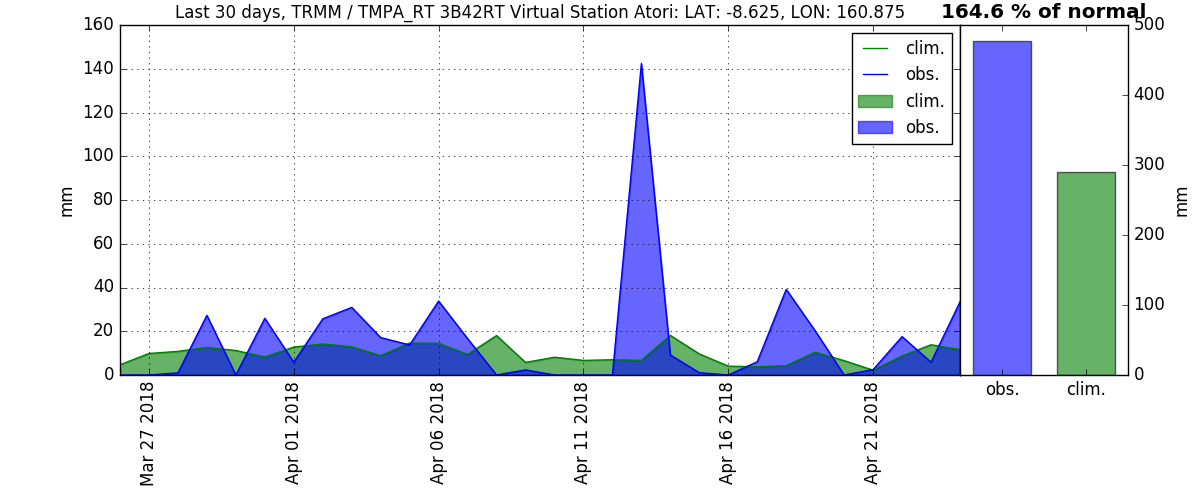 Last 30 days, TRMM / TMPA_RT 3B42RT Virtual Station Atori: LAT: -8.625, LON: 160.875
164.6 % of normal
160
140
120
100
80
60
40
20
0
mm
clim.
obs.
clim.
obs.
Mar 27 2018
Apr 01 2018
Apr 06 2018
Apr 11 2018
Apr 16 2018
Apr 21 2018
500
400
300
200
100
0
mm
obs.
clim.